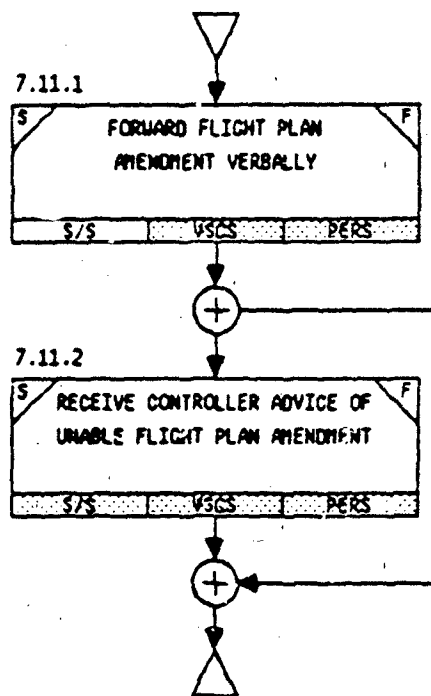 7.11.1
S F
FORWARD FLIGHT PLAN
AMENDMENT VERBALLY
S/S VSCS PERS
+
7.11.2
S F
RECEIVE CONTROLLER ADVICE OF
UNABLE FLIGHT PLAN AMENDMENT
S/S VSCS PERS
+